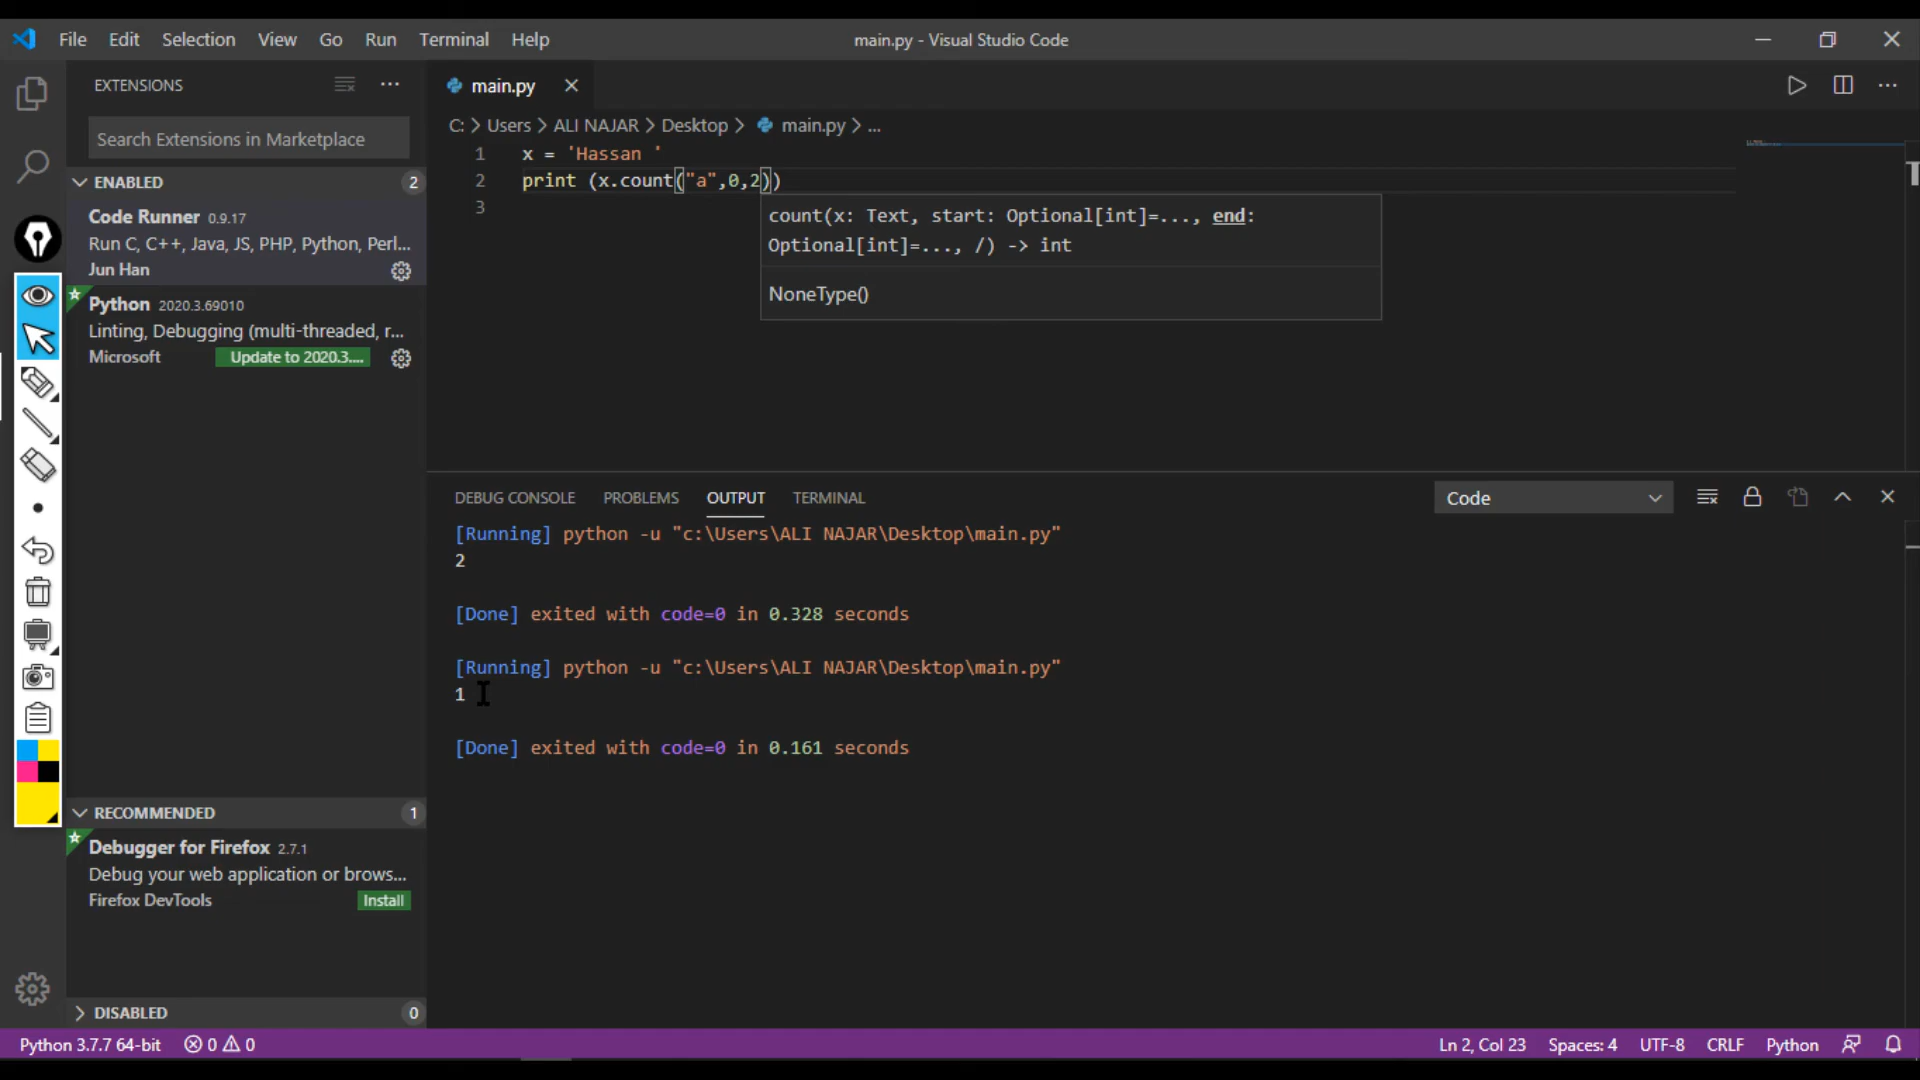 File Edit Selection View Go Run Terminal Help main.py - Visual Studio Code
EXTENSIONS
Search Extensions in Marketplace
ENABLED 2
Code Runner 0.9.17
Run C, C++, Java, JS, PHP, Python, Perl...
Jun Han
Python 2020.3.69010
Linting, Debugging (multi-threaded, r...
Microsoft Update to 2020.3....
RECOMMENDED 1
Debugger for Firefox 2.7.1
Debug your web application or brows...
Firefox DevTools Install
DISABLED 0
main.py
C: > Users > ALI NAJAR > Desktop > main.py > ...
1 x = 'Hassan '
2 print (x.count("a",0,2))
3
count(x: Text, start: Optional[int]=..., end:
Optional[int]=..., /) -> int
NoneType()
DEBUG CONSOLE PROBLEMS OUTPUT TERMINAL Code
[Running] python -u "c:\Users\ALI NAJAR\Desktop\main.py"
2
[Done] exited with code=0 in 0.328 seconds
[Running] python -u "c:\Users\ALI NAJAR\Desktop\main.py"
1
[Done] exited with code=0 in 0.161 seconds
Python 3.7.7 64-bit 0 0 Ln 2, Col 23 Spaces: 4 UTF-8 CRLF Python